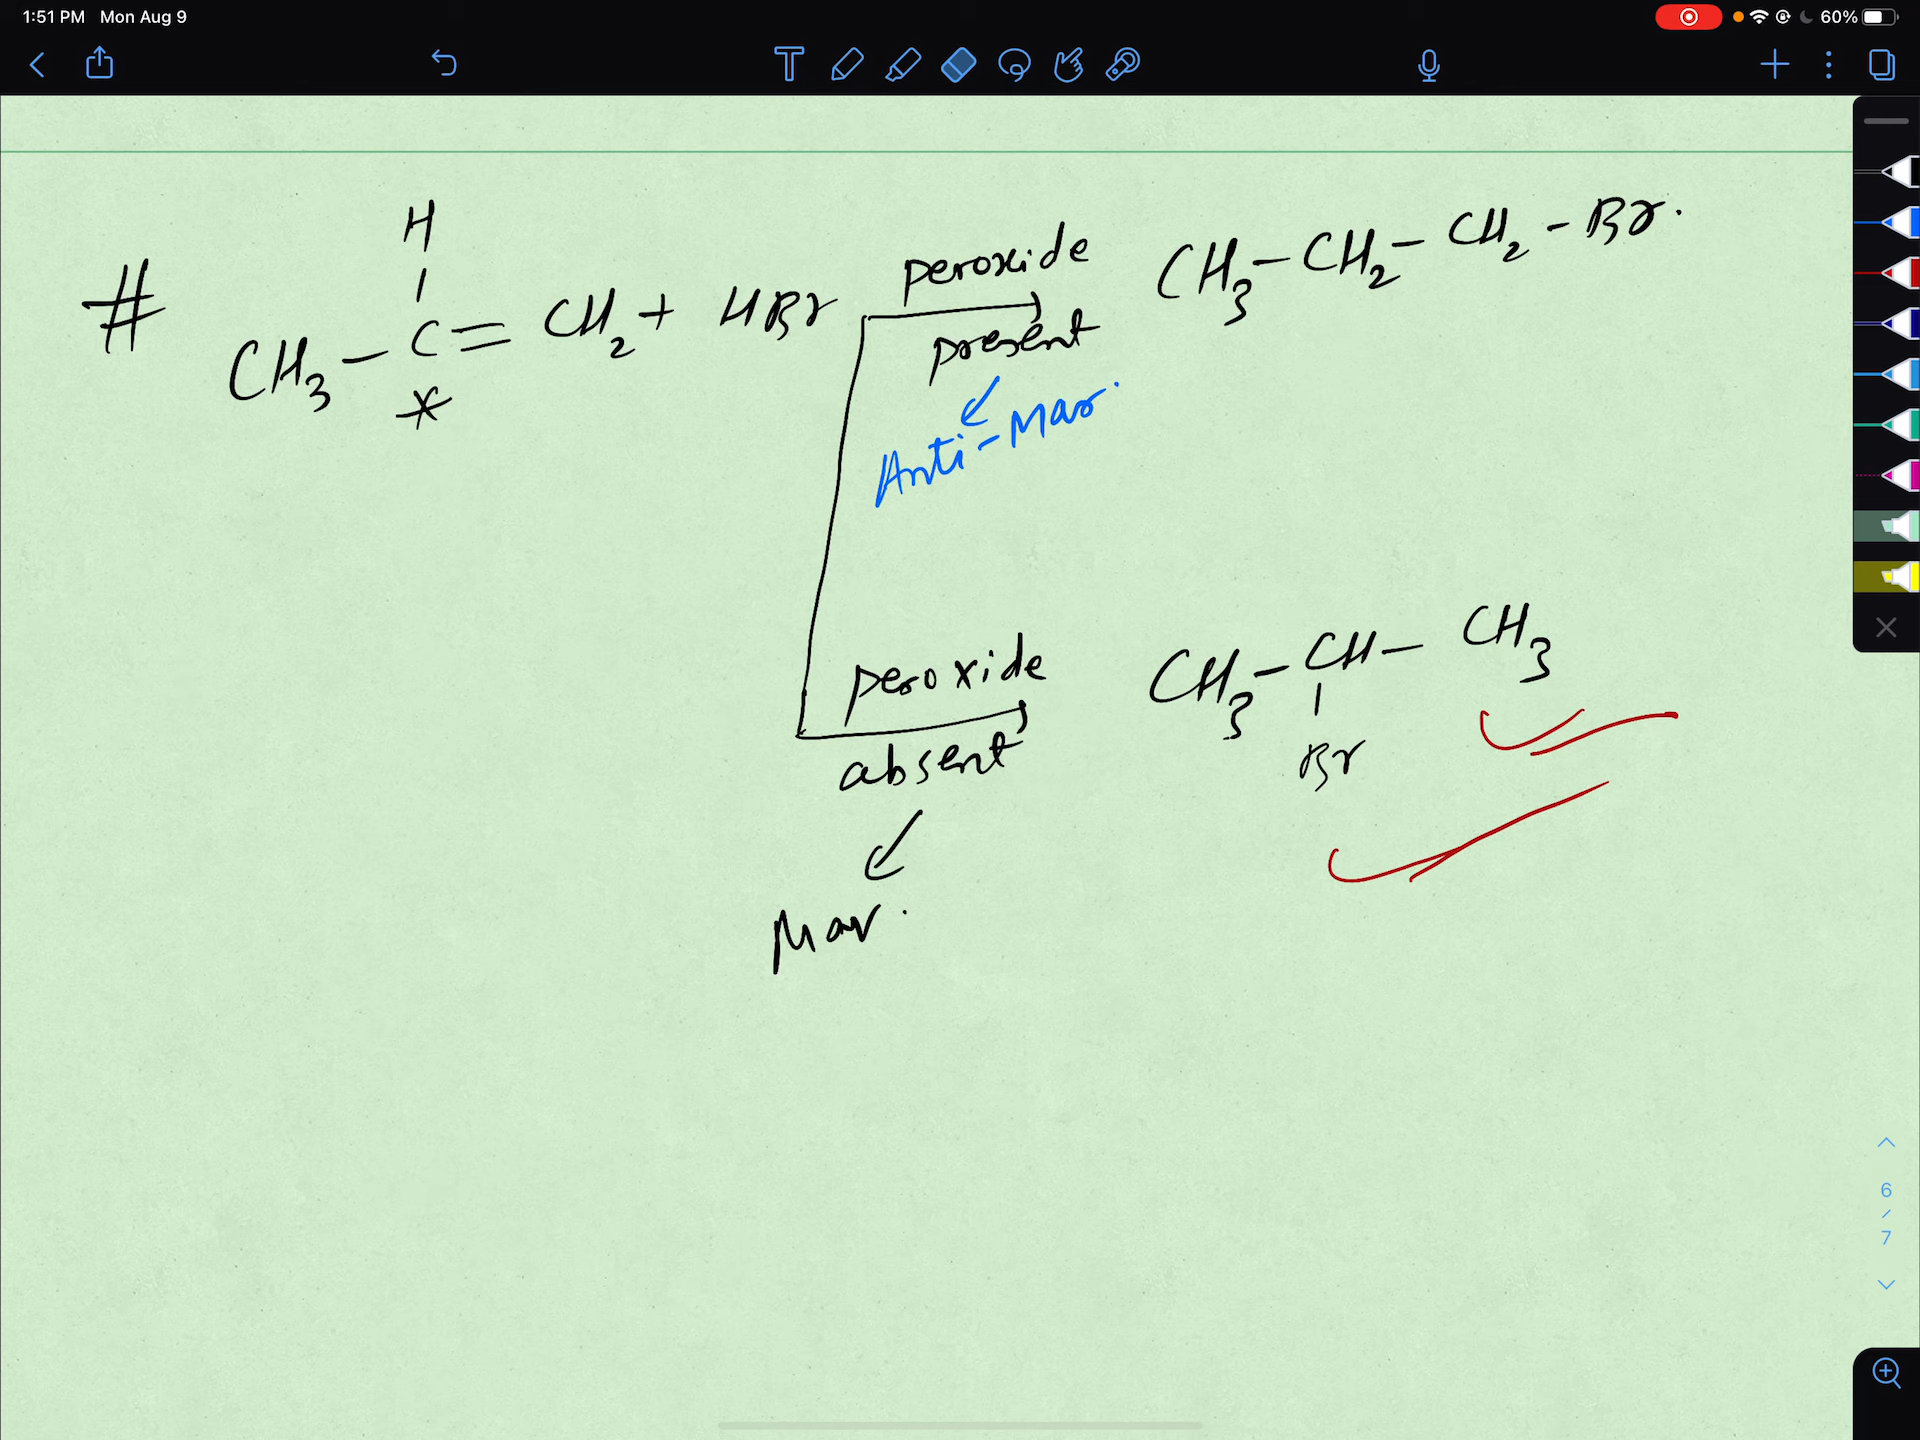 1:51 PM Mon Aug 9
60%
H
|
# CH3 - C = CH2 + HBr
*
peroxide
present
CH3 - CH2 - CH2 - Br.
Anti-Mar.
peroxide
absent
CH3 - CH - CH3
|
Br
Mar.
6
/
7